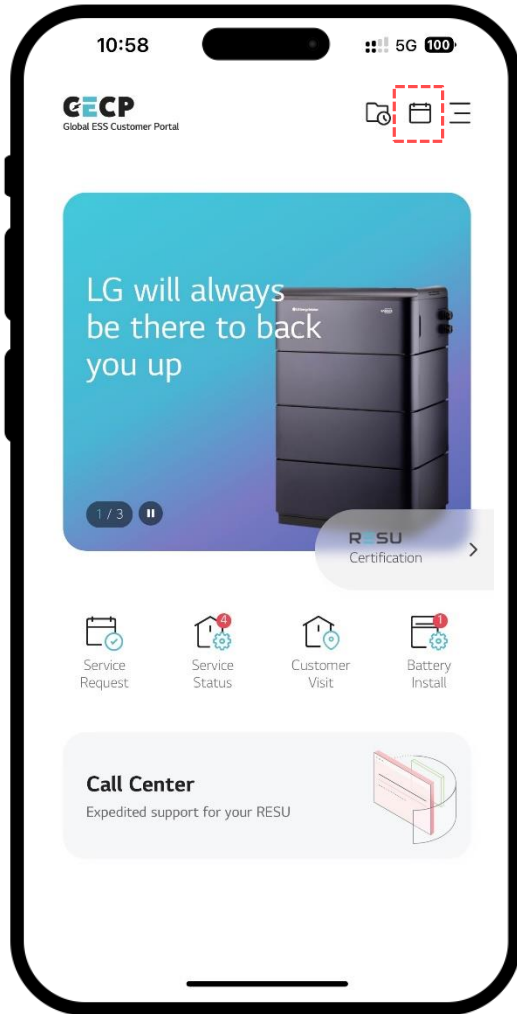 10:58
5G 100
GECP
Global ESS Customer Portal
LG will always
be there to back
you up
1 / 3
RESU
Certification
4
1
Service
Request
Service
Status
Customer
Visit
Battery
Install
Call Center
Expedited support for your RESU